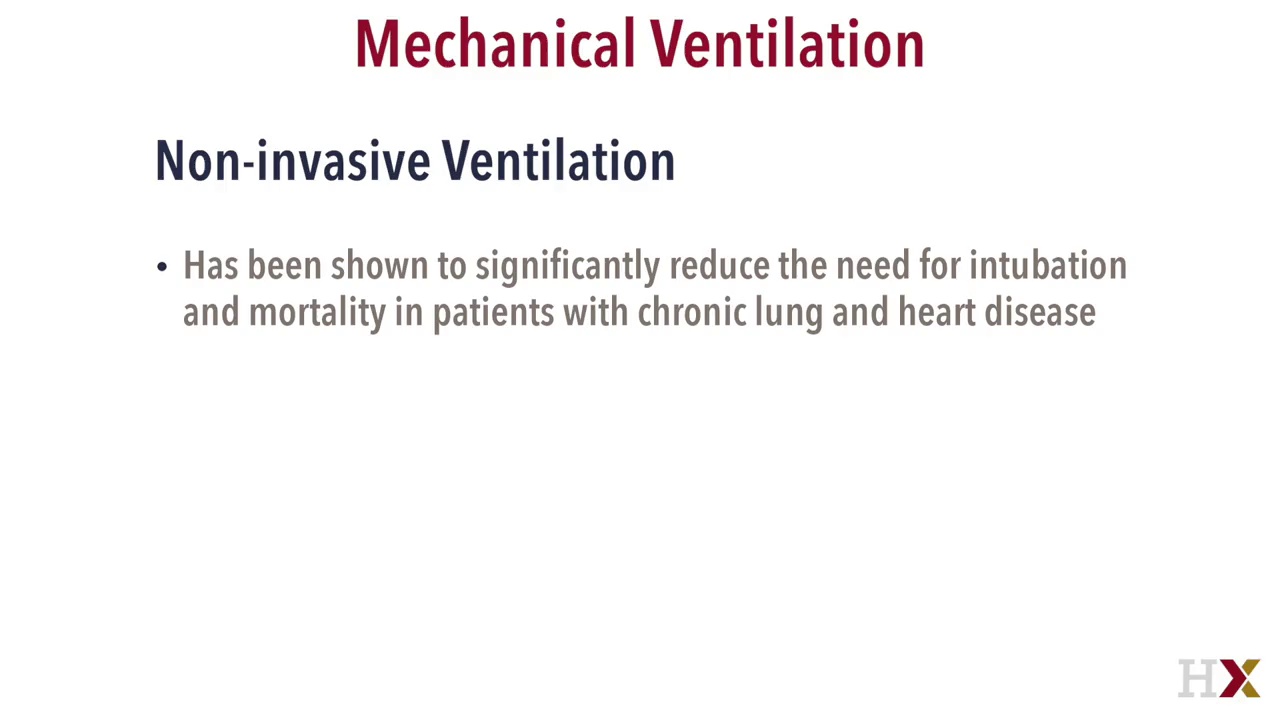 Mechanical Ventilation
Non-invasive Ventilation
• Has been shown to significantly reduce the need for intubation
and mortality in patients with chronic lung and heart disease
HX